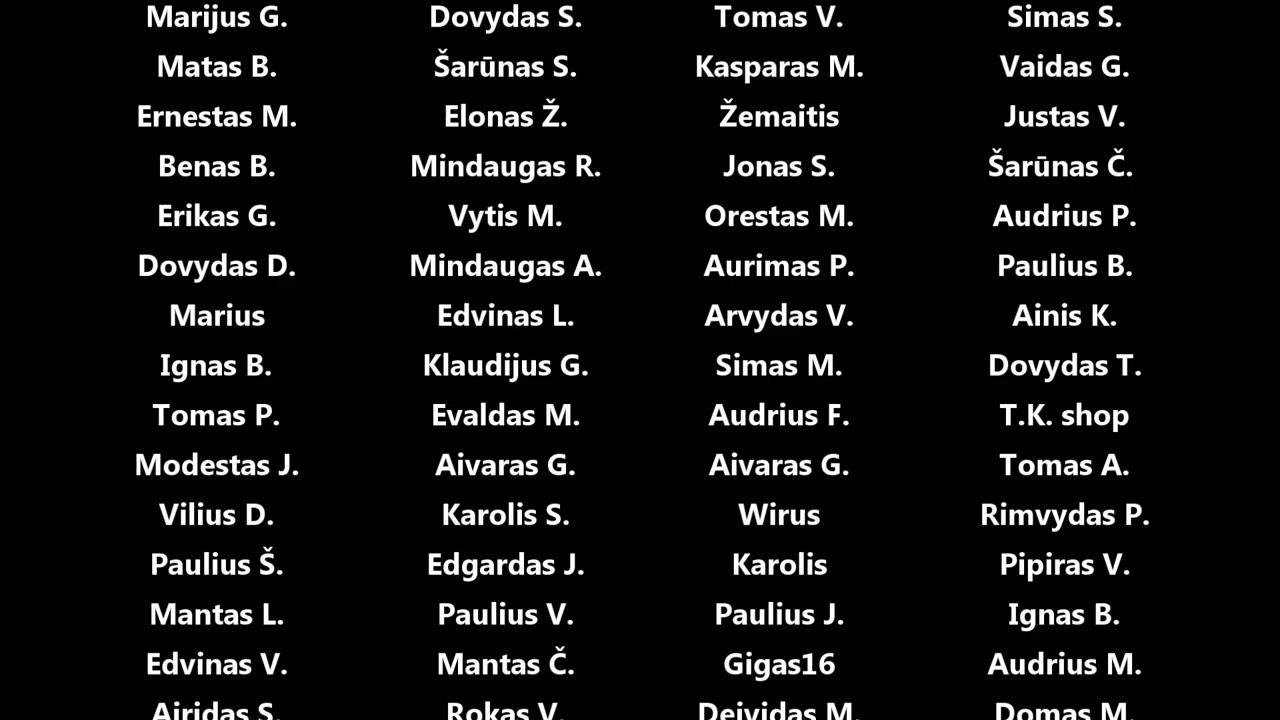 Marijus G. Dovydas S. Tomas V. Simas S.
Matas B. Šarūnas S. Kasparas M. Vaidas G.
Ernestas M. Elonas Ž. Žemaitis Justas V.
Benas B. Mindaugas R. Jonas S. Šarūnas Č.
Erikas G. Vytis M. Orestas M. Audrius P.
Dovydas D. Mindaugas A. Aurimas P. Paulius B.
Marius Edvinas L. Arvydas V. Ainis K.
Ignas B. Klaudijus G. Simas M. Dovydas T.
Tomas P. Evaldas M. Audrius F. T.K. shop
Modestas J. Aivaras G. Aivaras G. Tomas A.
Vilius D. Karolis S. Wirus Rimvydas P.
Paulius Š. Edgardas J. Karolis Pipiras V.
Mantas L. Paulius V. Paulius J. Ignas B.
Edvinas V. Mantas Č. Gigas16 Audrius M.
Airidas S. Rokas V. Deividas M. Domas M.